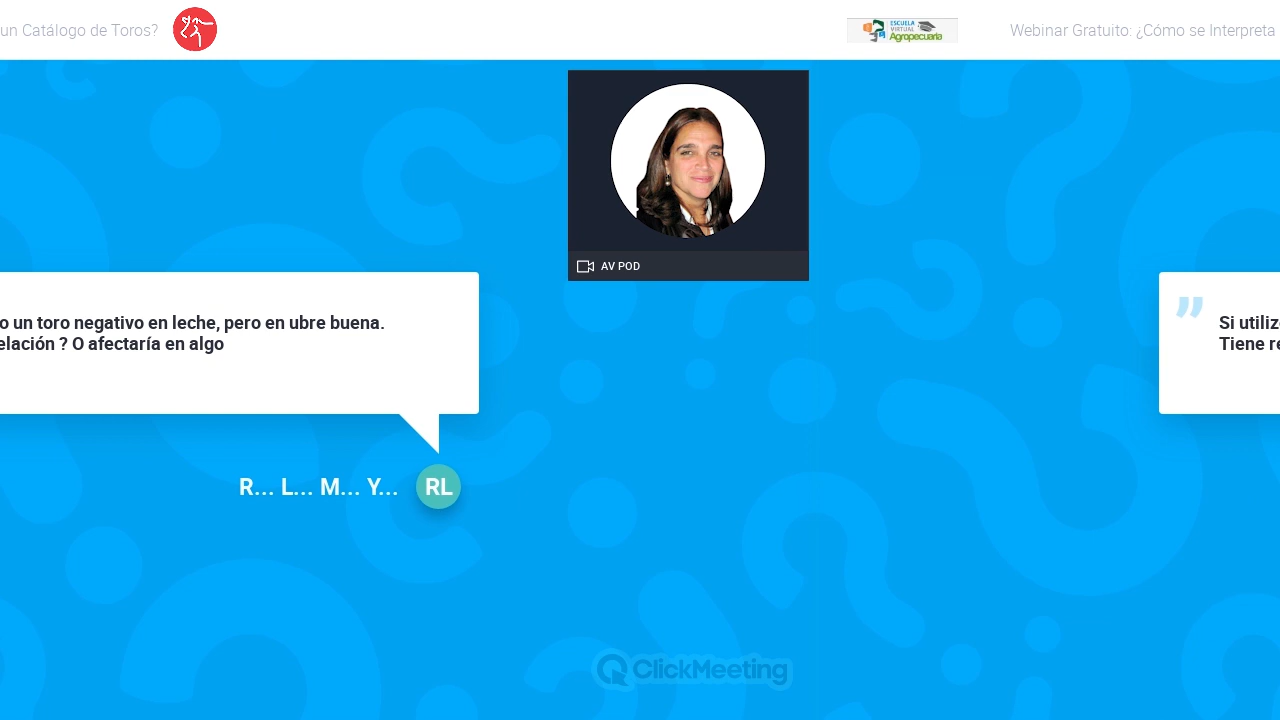 un Catálogo de Toros?
ESCUELA
VIRTUAL
Agropecuaria
Webinar Gratuito: ¿Cómo se Interpreta
AV POD
o un toro negativo en leche, pero en ubre buena.
elación ? O afectaría en algo
R... L... M... Y...
RL
Si utiliz
Tiene re
ClickMeeting